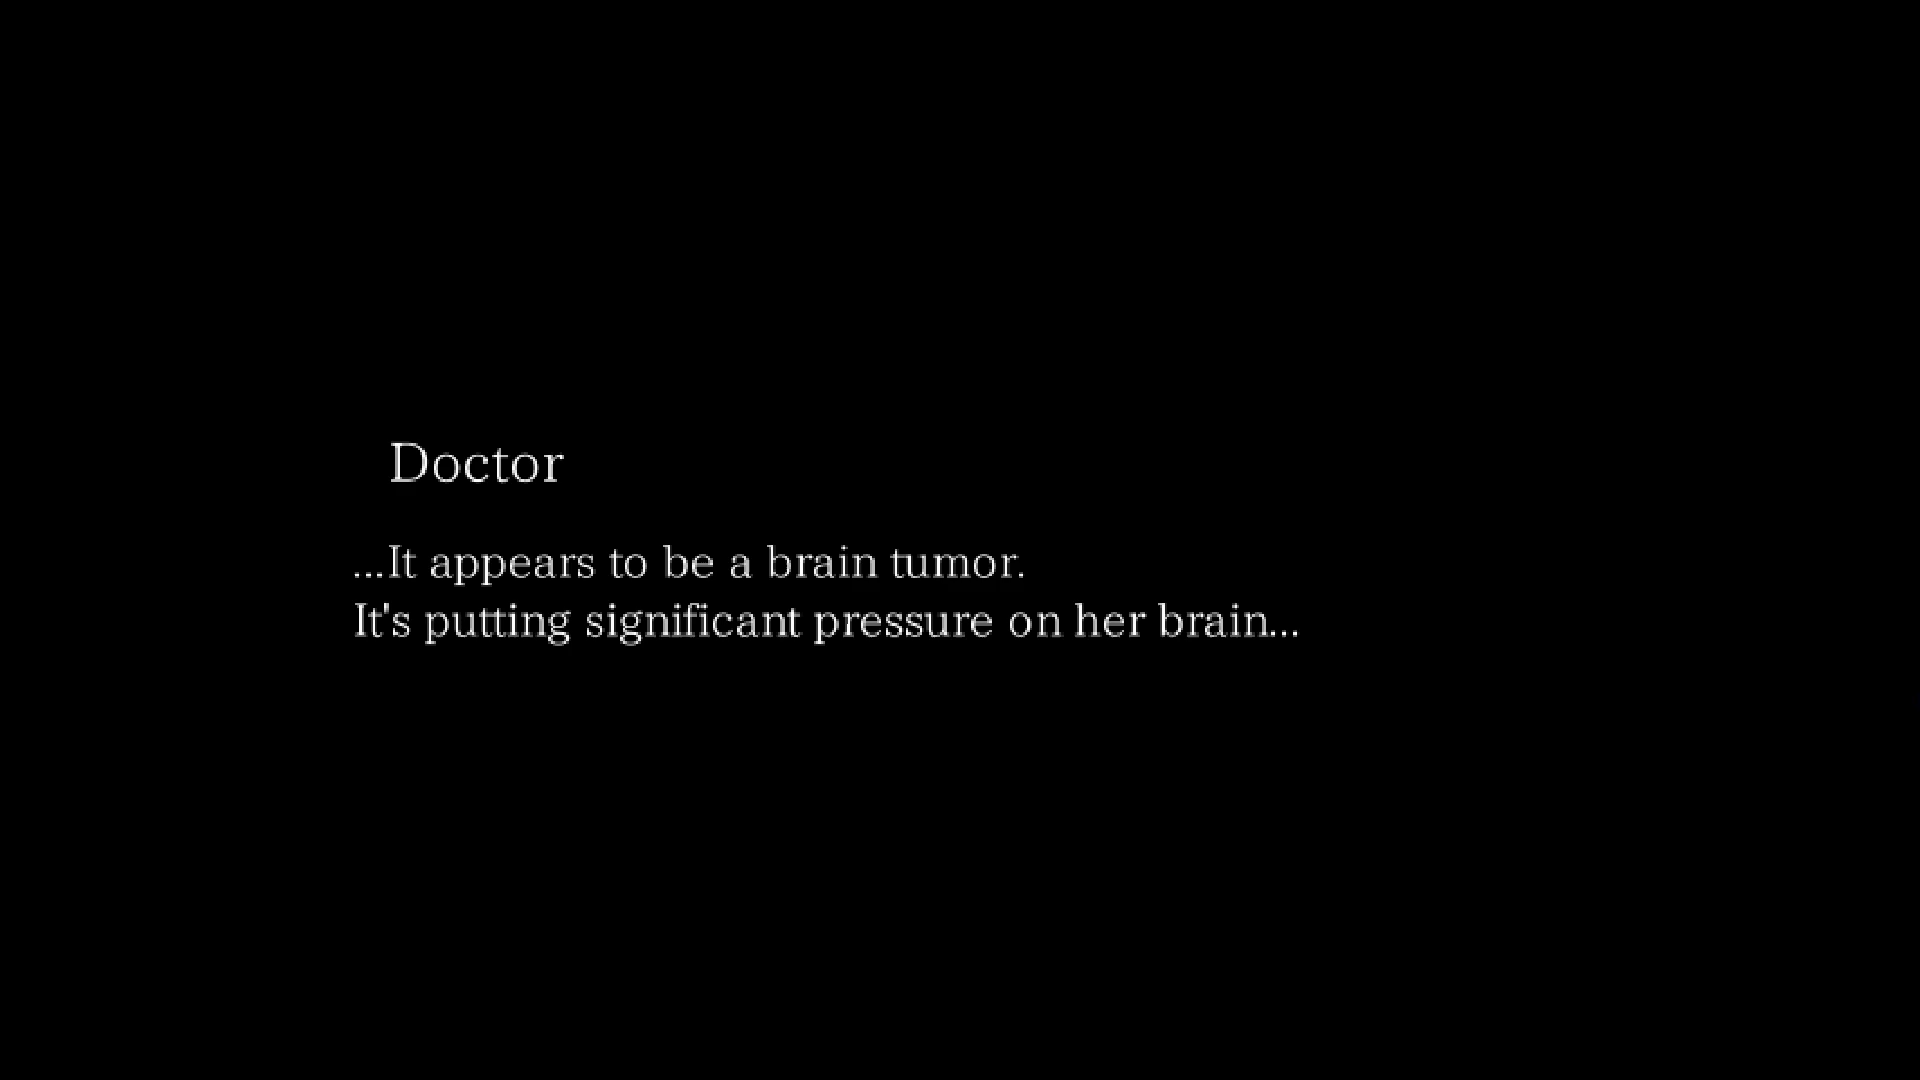 Doctor
...It appears to be a brain tumor.
It's putting significant pressure on her brain...